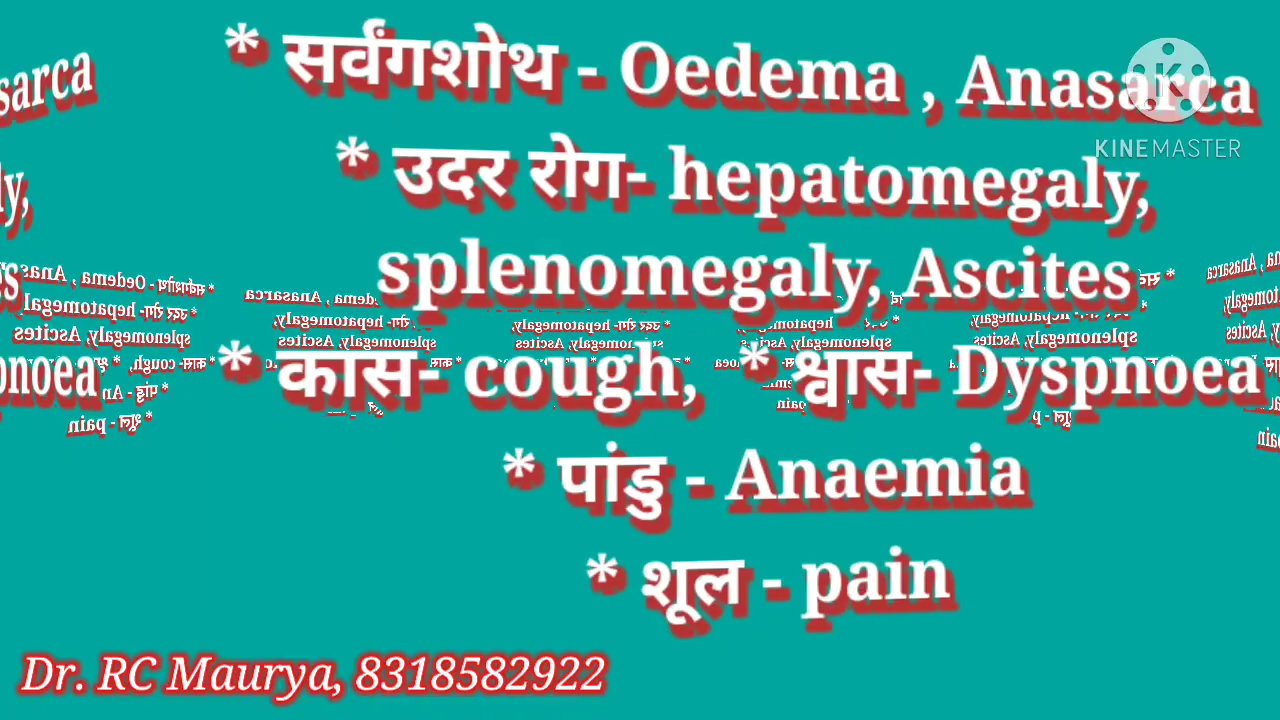 * सर्वंगशोथ - Oedema , Anasarca
KINEMASTER
* उदर रोग- hepatomegaly,
splenomegaly, Ascites
* कास- cough, * श्वास- Dyspnoea
* पांडु - Anaemia
* शूल - pain
Dr. RC Maurya, 8318582922